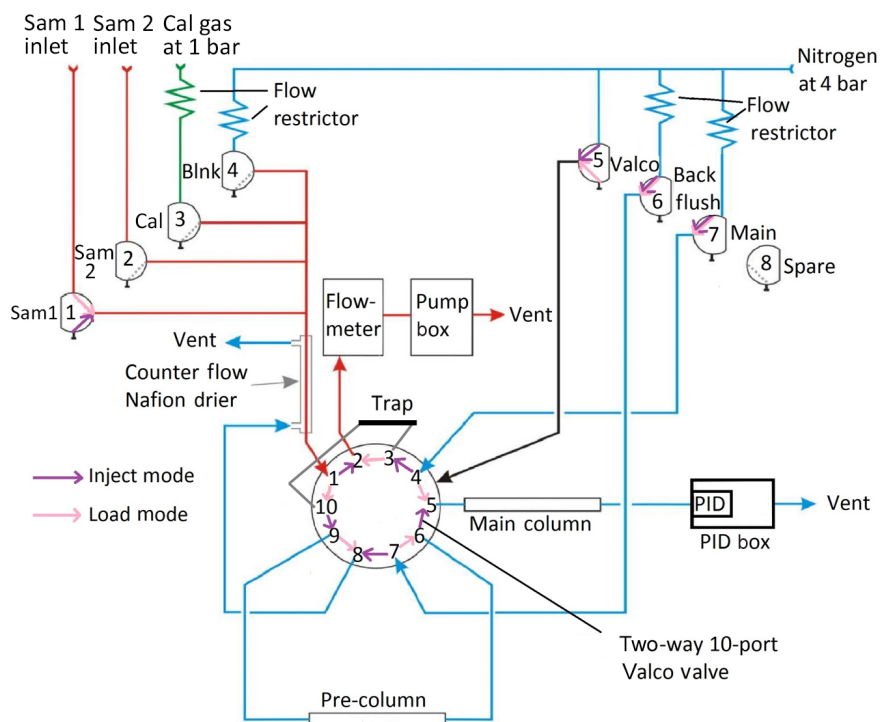 Sam 1
inlet
Sam 2
inlet
Cal gas
at 1 bar
Nitrogen
at 4 bar
Flow
restrictor
Flow
restrictor
Blnk
4
Cal
3
Sam
2
2
Sam1
1
5
Valco
6
Back
flush
7
Main
8
Spare
Flow-
meter
Pump
box
Vent
Vent
Counter flow
Nafion drier
Trap
Inject mode
Load mode
1
2
3
4
5
6
7
8
9
10
Main column
PID
PID box
Vent
Two-way 10-port
Valco valve
Pre-column